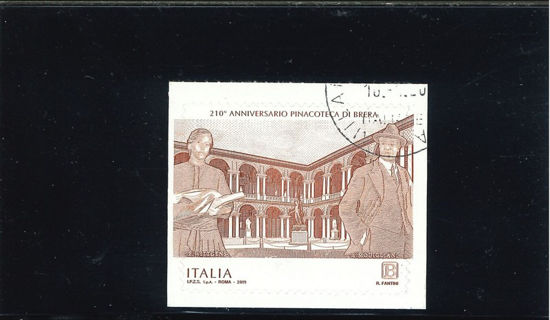 210° ANNIVERSARIO PINACOTECA DI BRERA
ITALIA
I.P.Z.S. S.p.A. - ROMA - 2019
B
R. FANTINI